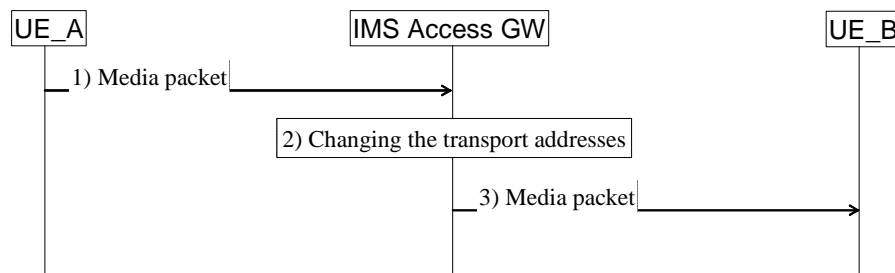 UE_A
IMS Access GW
UE_B
1) Media packet
2) Changing the transport addresses
3) Media packet